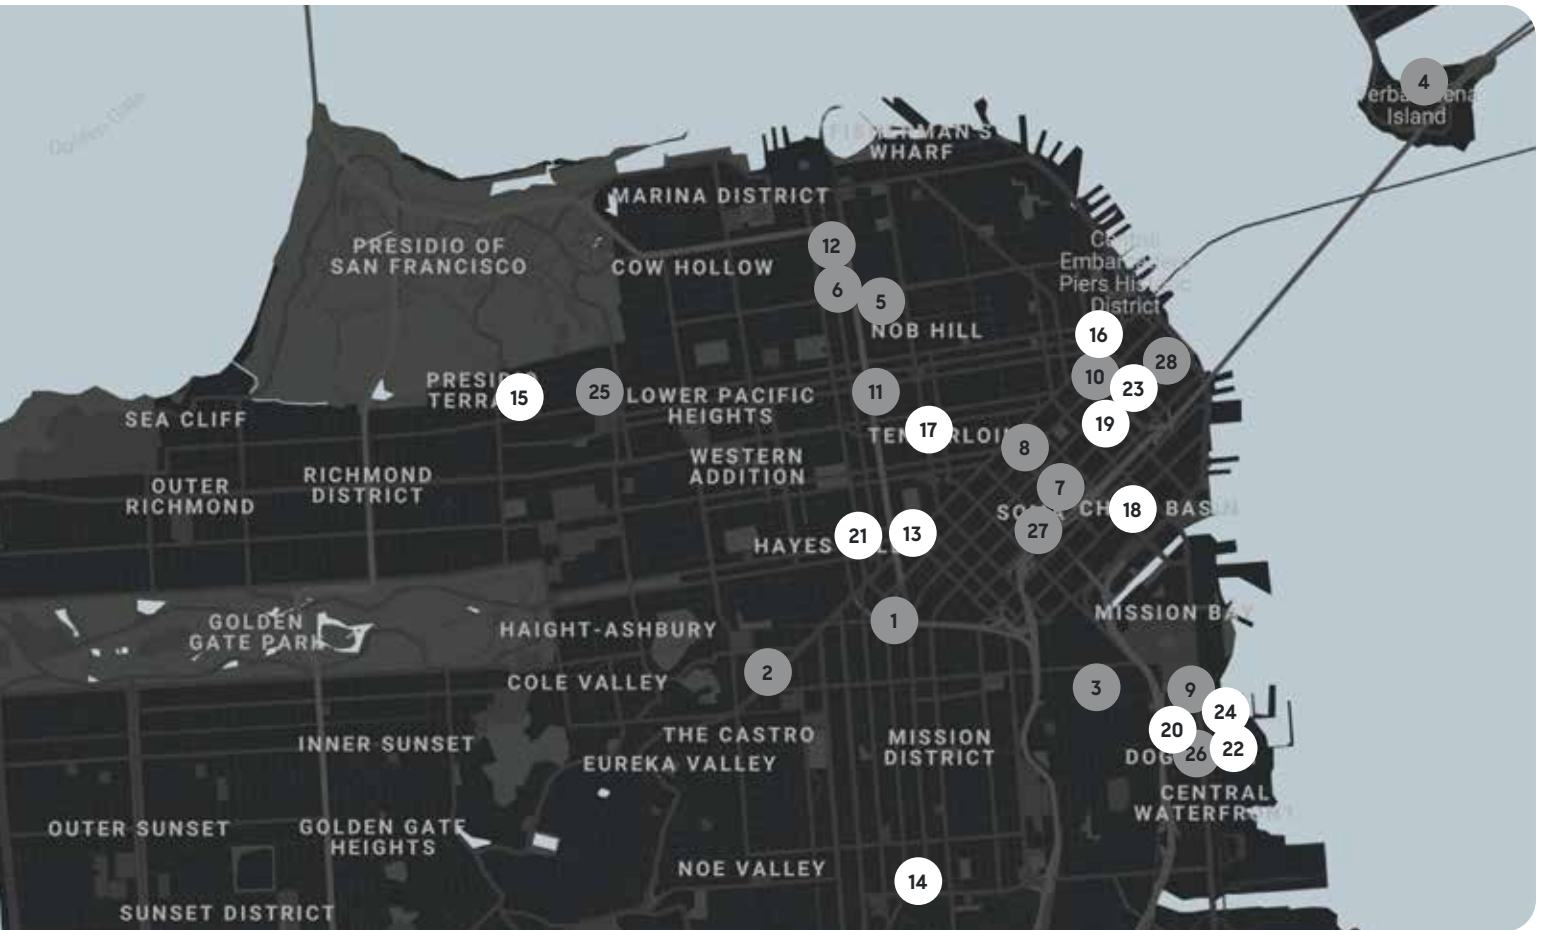 4
Island
Golden Gate
WHARF
MARINA DISTRICT
PRESIDIO OF
SAN FRANCISCO
12
COW HOLLOW
Piers
District
6
5
NOB HILL
16
28
10
23
15
25
LOWER PACIFIC
HEIGHTS
11
19
SEA CLIFF
17
8
WESTERN
ADDITION
RICHMOND
DISTRICT
OUTER
RICHMOND
7
18
27
HAYES
21
13
MISSION BAY
GOLDEN
GATE PARK
HAIGHT-ASHBURY
1
COLE VALLEY
2
3
9
24
20
26
22
INNER SUNSET
THE CASTRO
EUREKA VALLEY
MISSION
DISTRICT
CENTRAL
WATERFRONT
OUTER SUNSET
GOLDEN GATE
HEIGHTS
NOE VALLEY
14
SUNSET DISTRICT